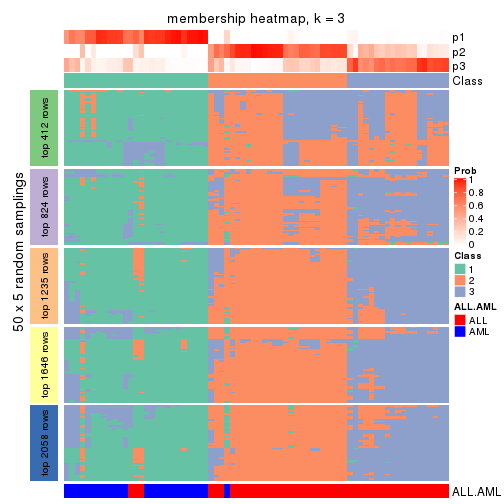 membership heatmap, k = 3
p1
p2
p3
Class
50 x 5 random samplings
top 412 rows
top 824 rows
top 1235 rows
top 1646 rows
top 2058 rows
Prob
1
0.8
0.6
0.4
0.2
0
Class
1
2
3
ALL.AML
ALL
AML
ALL.AML